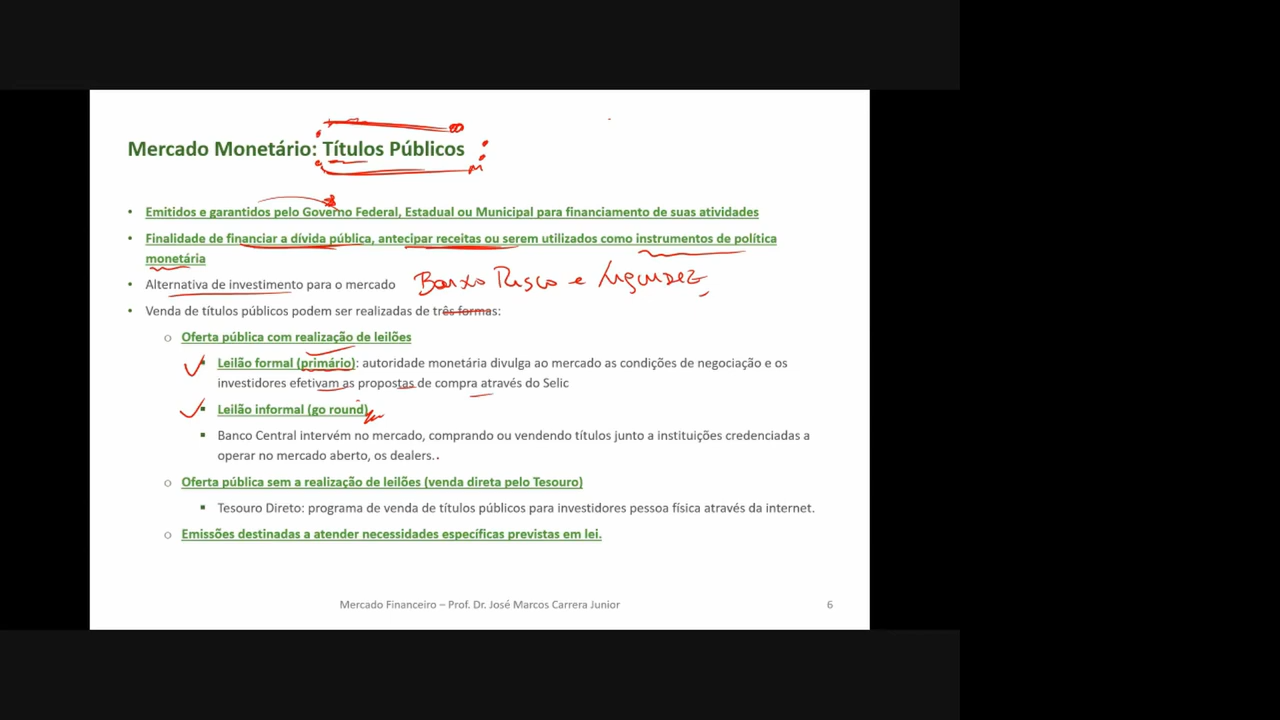 Mercado Monetário: Títulos Públicos
• Emitidos e garantidos pelo Governo Federal, Estadual ou Municipal para financiamento de suas atividades
• Finalidade de financiar a dívida pública, antecipar receitas ou serem utilizados como instrumentos de política
monetária
• Alternativa de investimento para o mercado Baixo Risco e Liquidez
• Venda de títulos públicos podem ser realizadas de três formas:
o Oferta pública com realização de leilões
▪ Leilão formal (primário): autoridade monetária divulga ao mercado as condições de negociação e os
investidores efetivam as propostas de compra através do Selic
▪ Leilão informal (go round)
▪ Banco Central intervém no mercado, comprando ou vendendo títulos junto a instituições credenciadas a
operar no mercado aberto, os dealers..
o Oferta pública sem a realização de leilões (venda direta pelo Tesouro)
▪ Tesouro Direto: programa de venda de títulos públicos para investidores pessoa física através da internet.
o Emissões destinadas a atender necessidades específicas previstas em lei.
Mercado Financeiro – Prof. Dr. José Marcos Carrera Junior 6